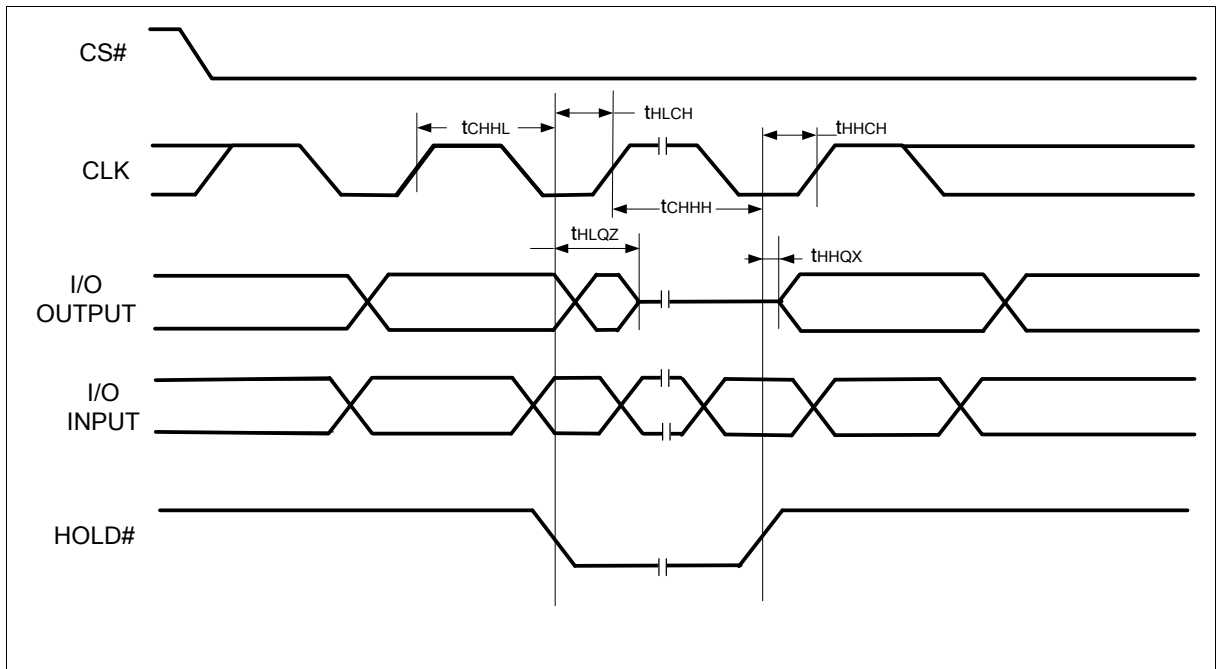 CS#
tHLCH
tCHHL
tHHCH
CLK
tCHHH
tHLQZ
tHHQX
I/O
OUTPUT
I/O
INPUT
HOLD#